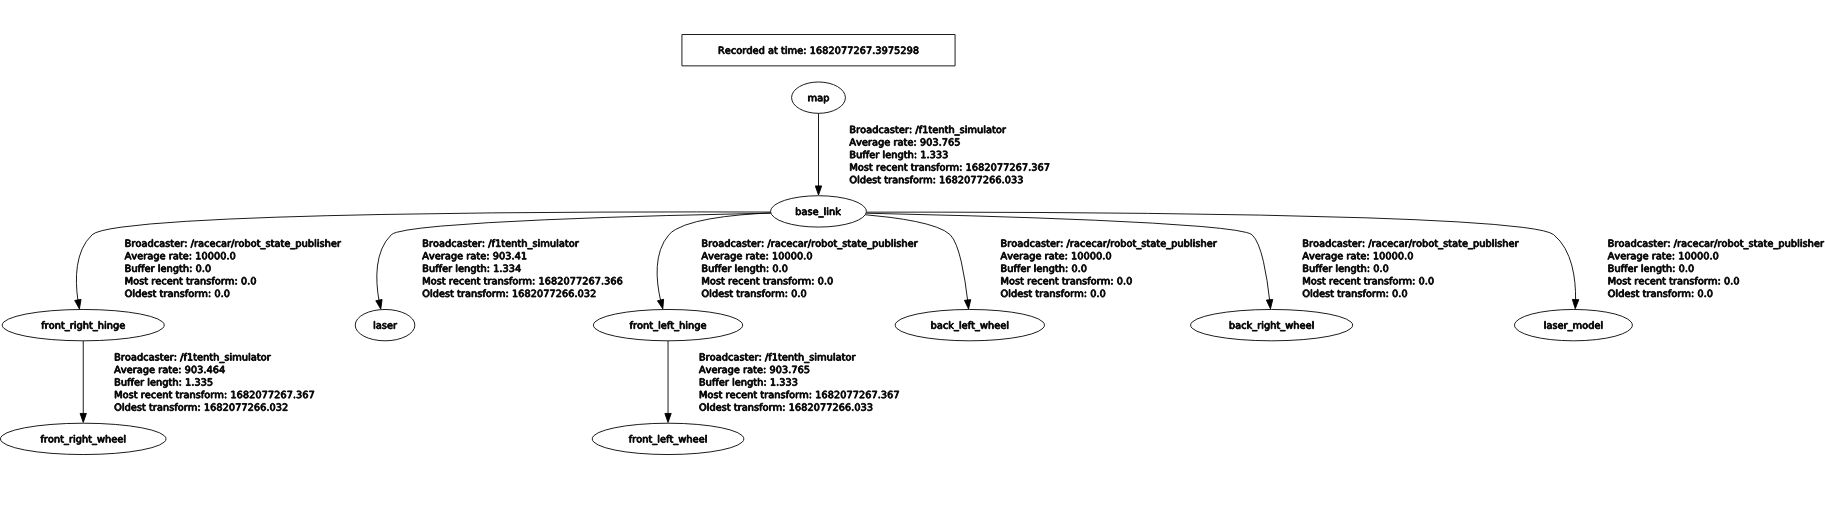 Recorded at time: 1682077267.3975298
map
Broadcaster: /f1tenth_simulator
Average rate: 903.765
Buffer length: 1.333
Most recent transform: 1682077267.367
Oldest transform: 1682077266.033
base_link
Broadcaster: /racecar/robot_state_publisher
Average rate: 10000.0
Buffer length: 0.0
Most recent transform: 0.0
Oldest transform: 0.0
Broadcaster: /f1tenth_simulator
Average rate: 903.41
Buffer length: 1.334
Most recent transform: 1682077267.366
Oldest transform: 1682077266.032
Broadcaster: /racecar/robot_state_publisher
Average rate: 10000.0
Buffer length: 0.0
Most recent transform: 0.0
Oldest transform: 0.0
Broadcaster: /racecar/robot_state_publisher
Average rate: 10000.0
Buffer length: 0.0
Most recent transform: 0.0
Oldest transform: 0.0
Broadcaster: /racecar/robot_state_publisher
Average rate: 10000.0
Buffer length: 0.0
Most recent transform: 0.0
Oldest transform: 0.0
Broadcaster: /racecar/robot_state_publisher
Average rate: 10000.0
Buffer length: 0.0
Most recent transform: 0.0
Oldest transform: 0.0
front_right_hinge
laser
front_left_hinge
back_left_wheel
back_right_wheel
laser_model
Broadcaster: /f1tenth_simulator
Average rate: 903.464
Buffer length: 1.335
Most recent transform: 1682077267.367
Oldest transform: 1682077266.032
Broadcaster: /f1tenth_simulator
Average rate: 903.765
Buffer length: 1.333
Most recent transform: 1682077267.367
Oldest transform: 1682077266.033
front_right_wheel
front_left_wheel